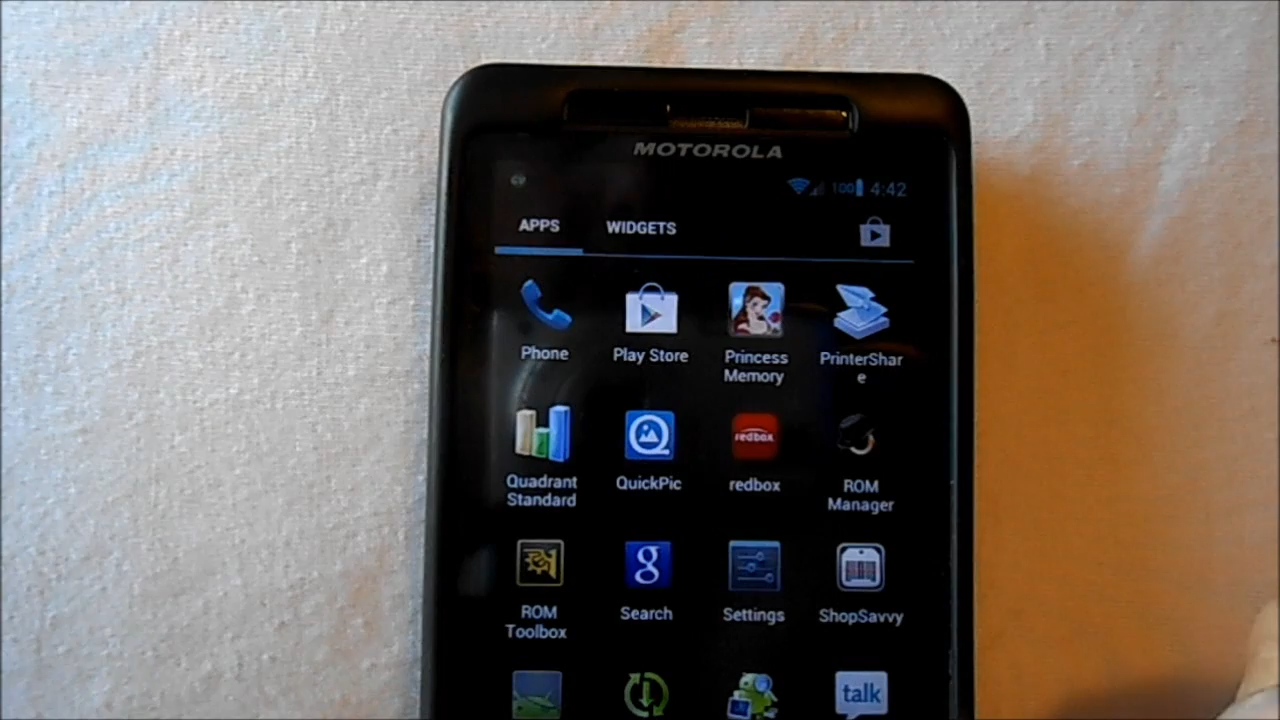 MOTOROLA
100 4:42
APPS WIDGETS
Phone Play Store Princess Memory PrinterShar
e
redbox
Quadrant Standard QuickPic redbox ROM Manager
g
ROM Toolbox Search Settings ShopSavvy
talk